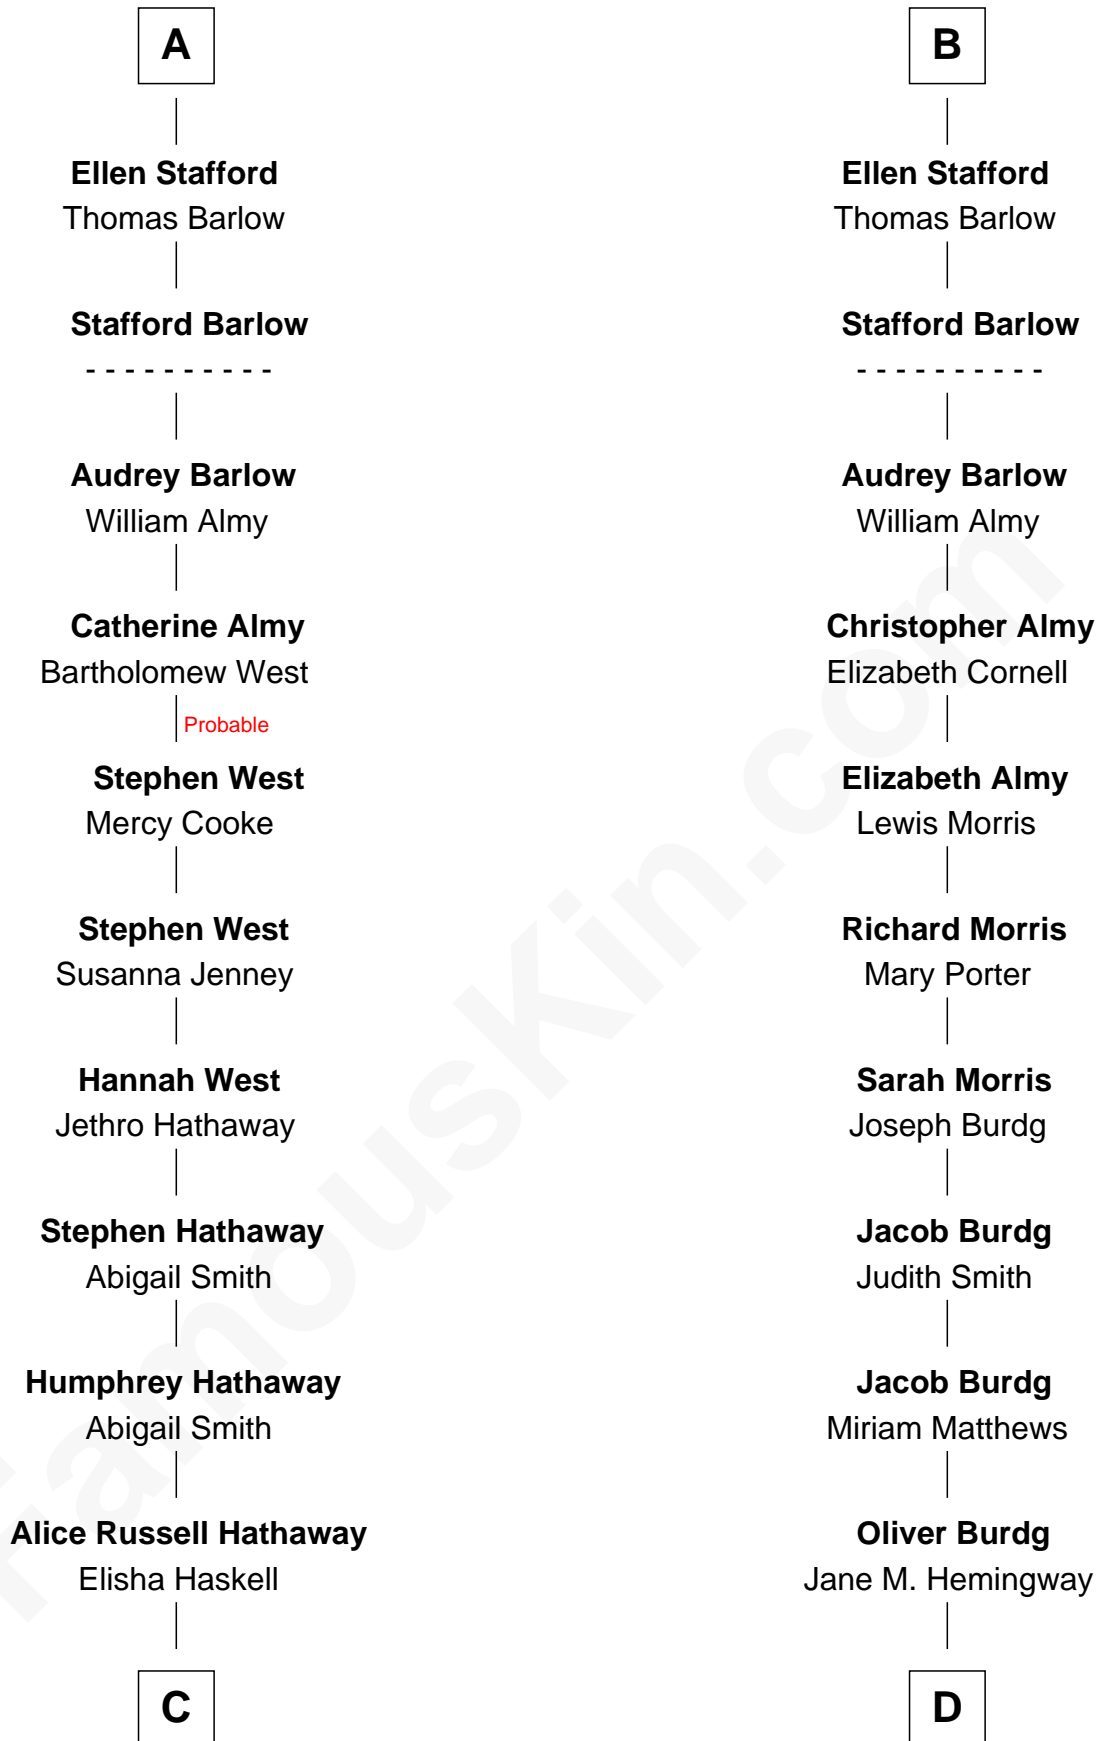 A
Ellen Stafford
Thomas Barlow
Stafford Barlow
- - - - - - - - - -
Audrey Barlow
William Almy
Catherine Almy
Bartholomew West
Probable
Stephen West
Mercy Cooke
Stephen West
Susanna Jenney
Hannah West
Jethro Hathaway
Stephen Hathaway
Abigail Smith
Humphrey Hathaway
Abigail Smith
Alice Russell Hathaway
Elisha Haskell
C
B
Ellen Stafford
Thomas Barlow
Stafford Barlow
- - - - - - - - - -
Audrey Barlow
William Almy
Christopher Almy
Elizabeth Cornell
Elizabeth Almy
Lewis Morris
Richard Morris
Mary Porter
Sarah Morris
Joseph Burdg
Jacob Burdg
Judith Smith
Jacob Burdg
Miriam Matthews
Oliver Burdg
Jane M. Hemingway
D
FamousKin.com